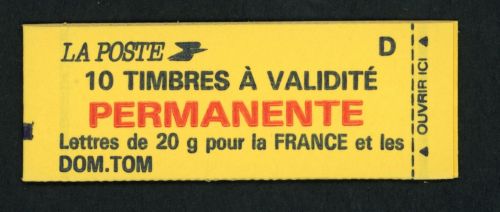 LA POSTE
D
10 TIMBRES À VALIDITÉ
PERMANENTE
Lettres de 20 g pour la FRANCE et les
DOM.TOM
OUVRIR ICI